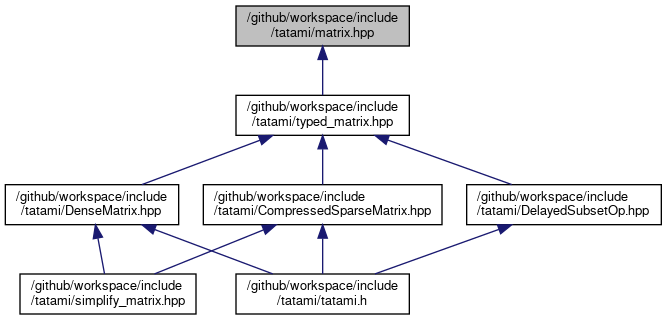 /github/workspace/include
/tatami/matrix.hpp
/github/workspace/include
/tatami/typed_matrix.hpp
/github/workspace/include
/tatami/DenseMatrix.hpp
/github/workspace/include
/tatami/CompressedSparseMatrix.hpp
/github/workspace/include
/tatami/DelayedSubsetOp.hpp
/github/workspace/include
/tatami/simplify_matrix.hpp
/github/workspace/include
/tatami/tatami.h